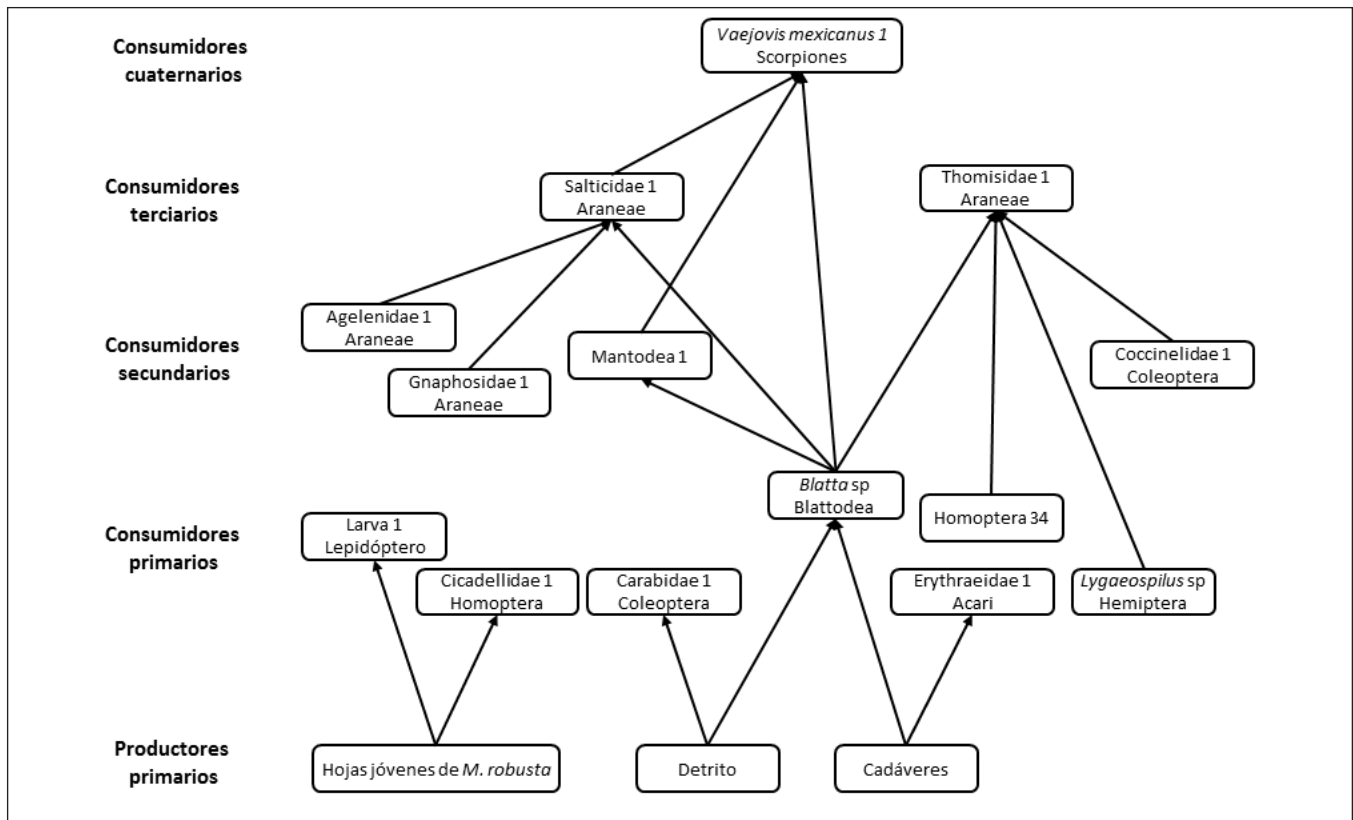 Consumidores
cuaternarios
Vaejovis mexicanus 1
Scorpiones
Consumidores
terciarios
Salticidae 1
Araneae
Thomisidae 1
Araneae
Consumidores
secundarios
Agelenidae 1
Araneae
Gnaphosidae 1
Araneae
Mantodea 1
Coccinelidae 1
Coleoptera
Consumidores
primarios
Larva 1
Lepidóptero
Cicadellidae 1
Homoptera
Carabidae 1
Coleoptera
Blatta sp
Blattodea
Homoptera 34
Erythraeidae 1
Acari
Lygaeospilus sp
Hemiptera
Productores
primarios
Hojas jóvenes de M. robusta
Detrito
Cadáveres